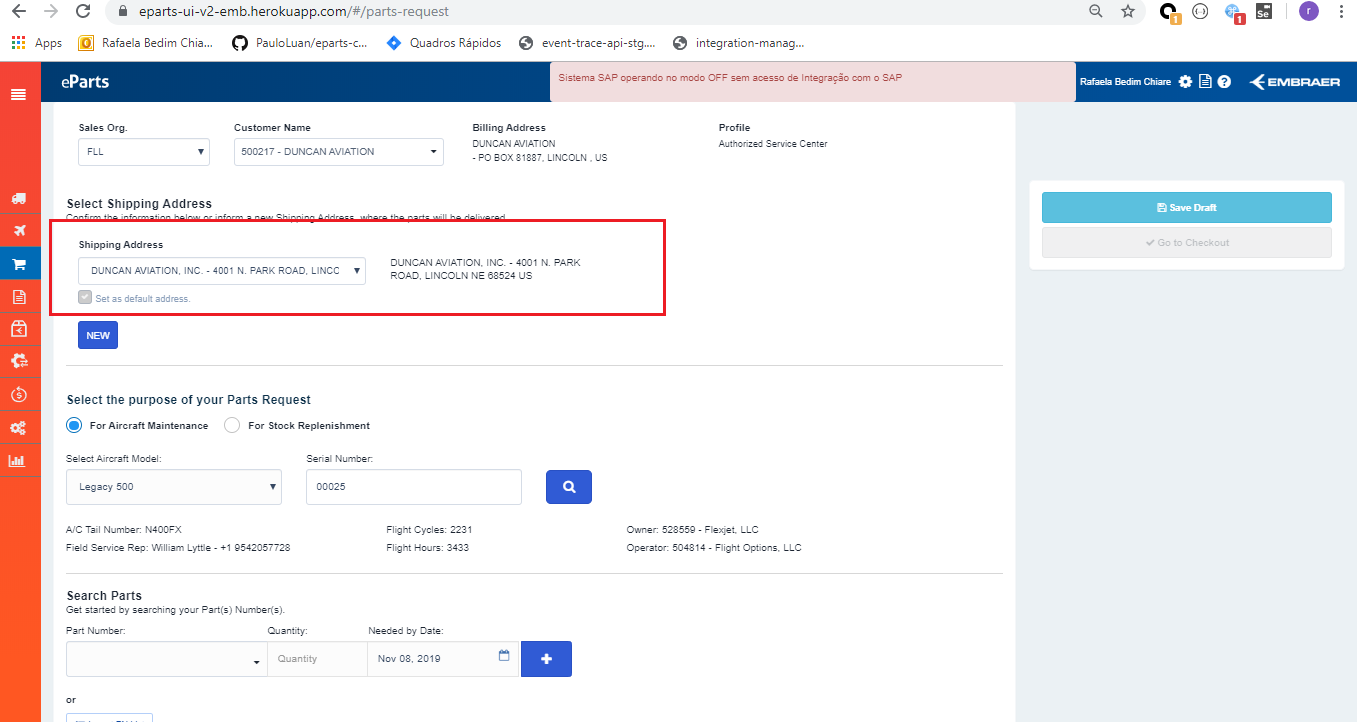 eparts-ui-v2-emb.herokuapp.com/#/parts-request
1
1
Se
r
Apps
Rafaela Bedim Chia...
PauloLuan/eparts-c...
Quadros Rápidos
event-trace-api-stg....
integration-manag...
eParts
Sistema SAP operando no modo OFF sem acesso de Integração com o SAP
Rafaela Bedim Chiare
EMBRAER
Sales Org.
Customer Name
Billing Address
Profile
FLL
500217 - DUNCAN AVIATION
DUNCAN AVIATION
- PO BOX 81887, LINCOLN , US
Authorized Service Center
Select Shipping Address
Confirm the information below or inform a new Shipping Address, where the parts will be delivered.
Save Draft
Go to Checkout
Shipping Address
DUNCAN AVIATION, INC. - 4001 N. PARK ROAD, LINCC
DUNCAN AVIATION, INC. - 4001 N. PARK
ROAD, LINCOLN NE 68524 US
Set as default address.
NEW
Select the purpose of your Parts Request
For Aircraft Maintenance
For Stock Replenishment
Select Aircraft Model:
Serial Number:
Legacy 500
00025
A/C Tail Number: N400FX
Flight Cycles: 2231
Owner: 528559 - Flexjet, LLC
Field Service Rep: William Lyttle - +1 9542057728
Flight Hours: 3433
Operator: 504814 - Flight Options, LLC
Search Parts
Get started by searching your Part(s) Number(s).
Part Number:
Quantity:
Needed by Date:
Quantity
Nov 08, 2019
or